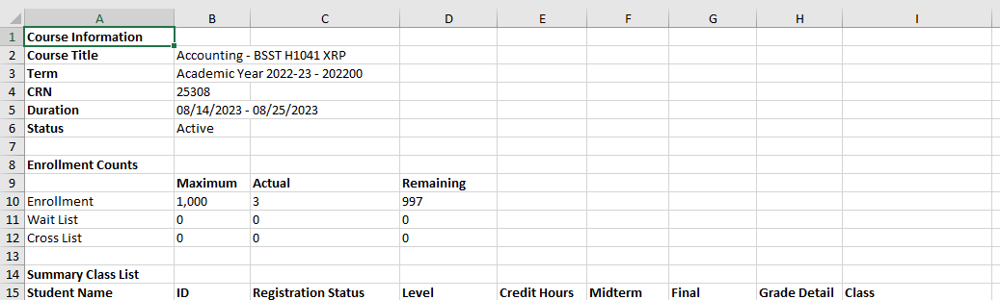 A B C D E F G H I
1 Course Information
2 Course Title Accounting - BSST H1041 XRP
3 Term Academic Year 2022-23 - 202200
4 CRN 25308
5 Duration 08/14/2023 - 08/25/2023
6 Status Active
7
8 Enrollment Counts
9 Maximum Actual Remaining
10 Enrollment 1,000 3 997
11 Wait List 0 0 0
12 Cross List 0 0 0
13
14 Summary Class List
15 Student Name ID Registration Status Level Credit Hours Midterm Final Grade Detail Class